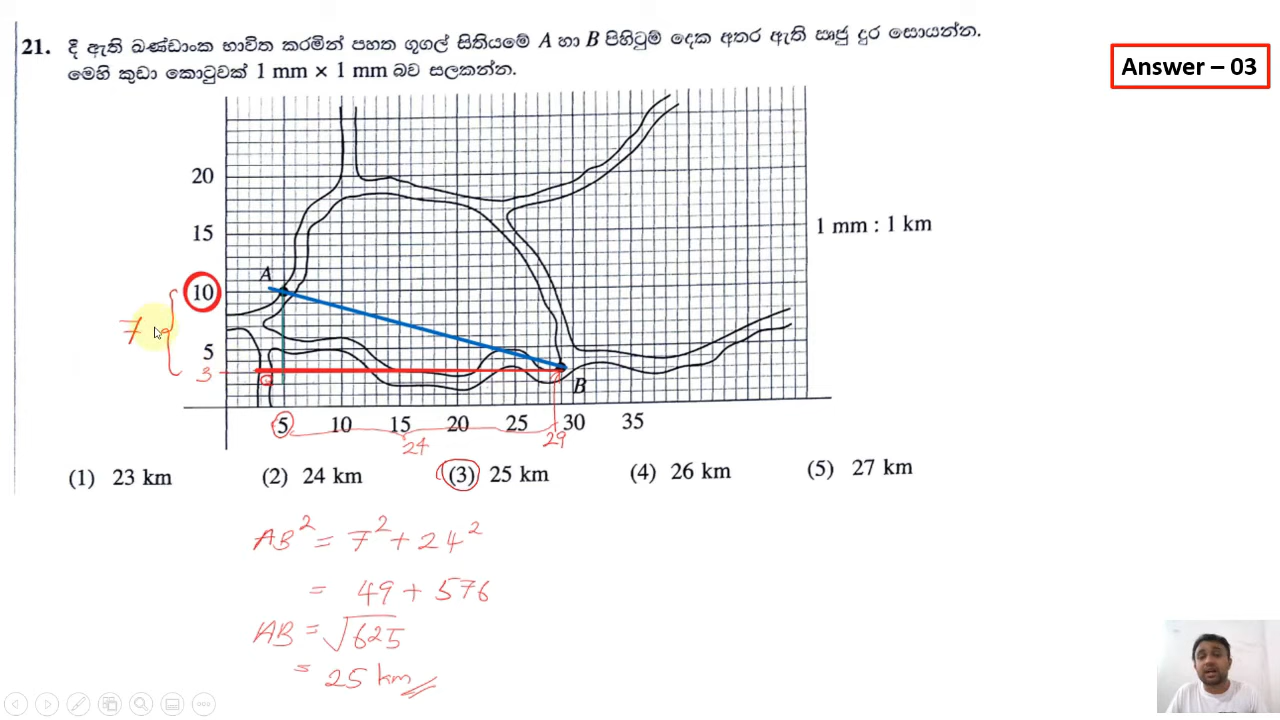 21. දී ඇති ඛණ්ඩාංක භාවිත කරමින් පහත ගූගල් සිතියමේ A හා B පිහිටුම් දෙක අතර ඇති ඍජු දුර සොයන්න.
මෙහි කුඩා කොටුවක් 1 mm × 1 mm බව සලකන්න.
Answer – 03
20
15
1 mm : 1 km
A
10
7
5
3
B
5 10 15 20 25 30 35
24
29
(1) 23 km (2) 24 km (3) 25 km (4) 26 km (5) 27 km
AB² = 7² + 24²
= 49 + 576
AB = √625
= 25 km